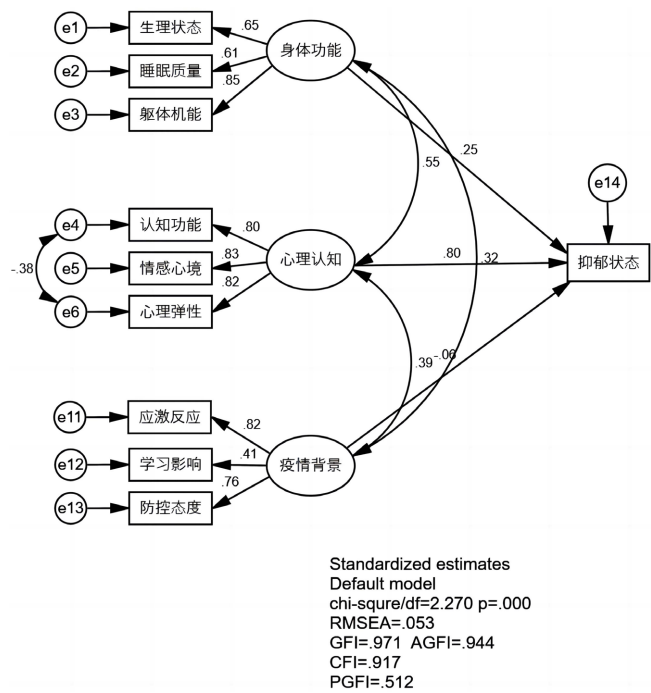 e1
生理状态
.65
身体功能
e2
睡眠质量
.61
e3
躯体机能
.85
.55
.25
e14
e4
认知功能
.80
-.38
e5
情感心境
.83
心理认知
.80
.32
抑郁状态
e6
心理弹性
.82
.39
-.06
e11
应激反应
.82
e12
学习影响
.41
疫情背景
e13
防控态度
.76
Standardized estimates
Default model
chi-squre/df=2.270 p=.000
RMSEA=.053
GFI=.971 AGFI=.944
CFI=.917
PGFI=.512